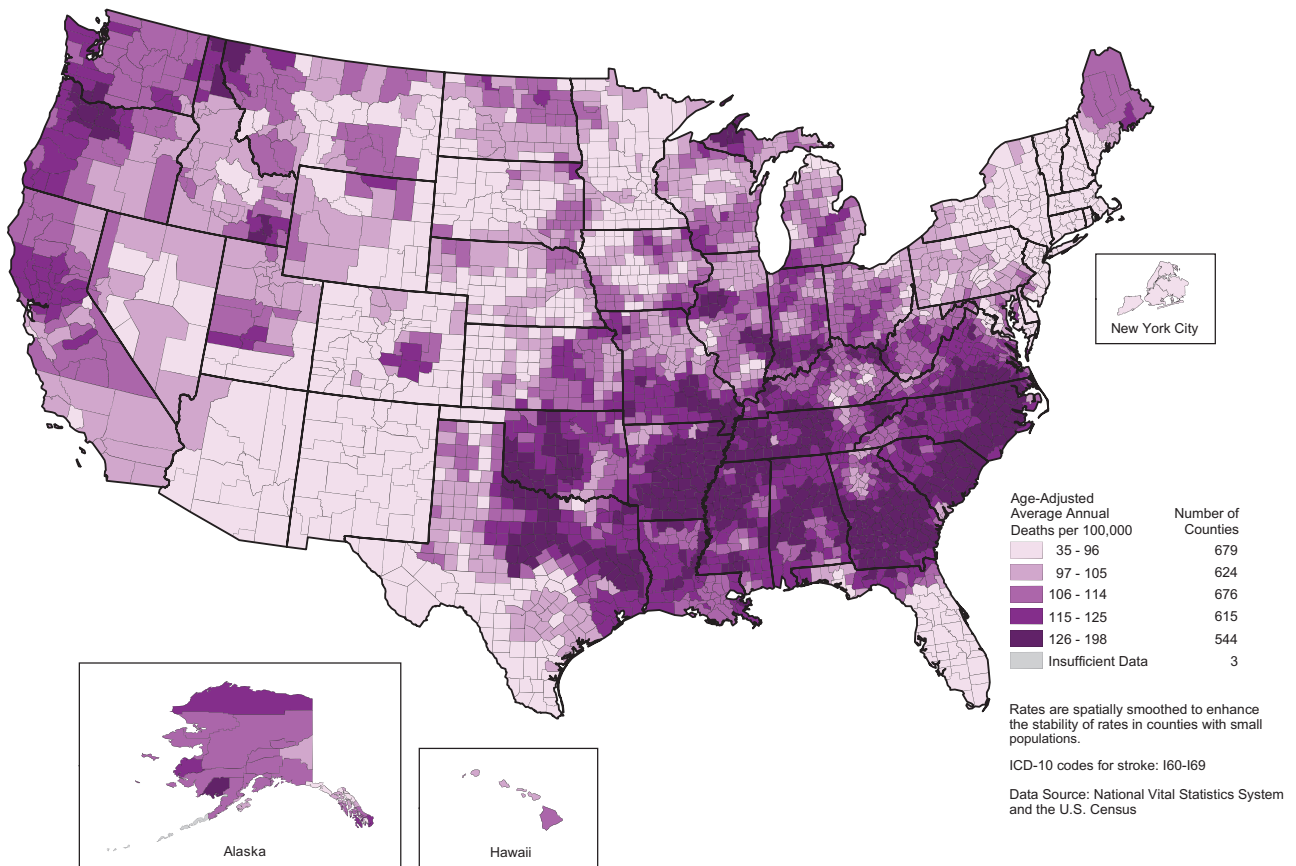 New York City
Age-Adjusted
Average Annual
Deaths per 100,000
Number of
Counties
35 - 96 679
97 - 105 624
106 - 114 676
115 - 125 615
126 - 198 544
Insufficient Data 3
Rates are spatially smoothed to enhance
the stability of rates in counties with small
populations.
ICD-10 codes for stroke: I60-I69
Data Source: National Vital Statistics System
and the U.S. Census
Alaska
Hawaii